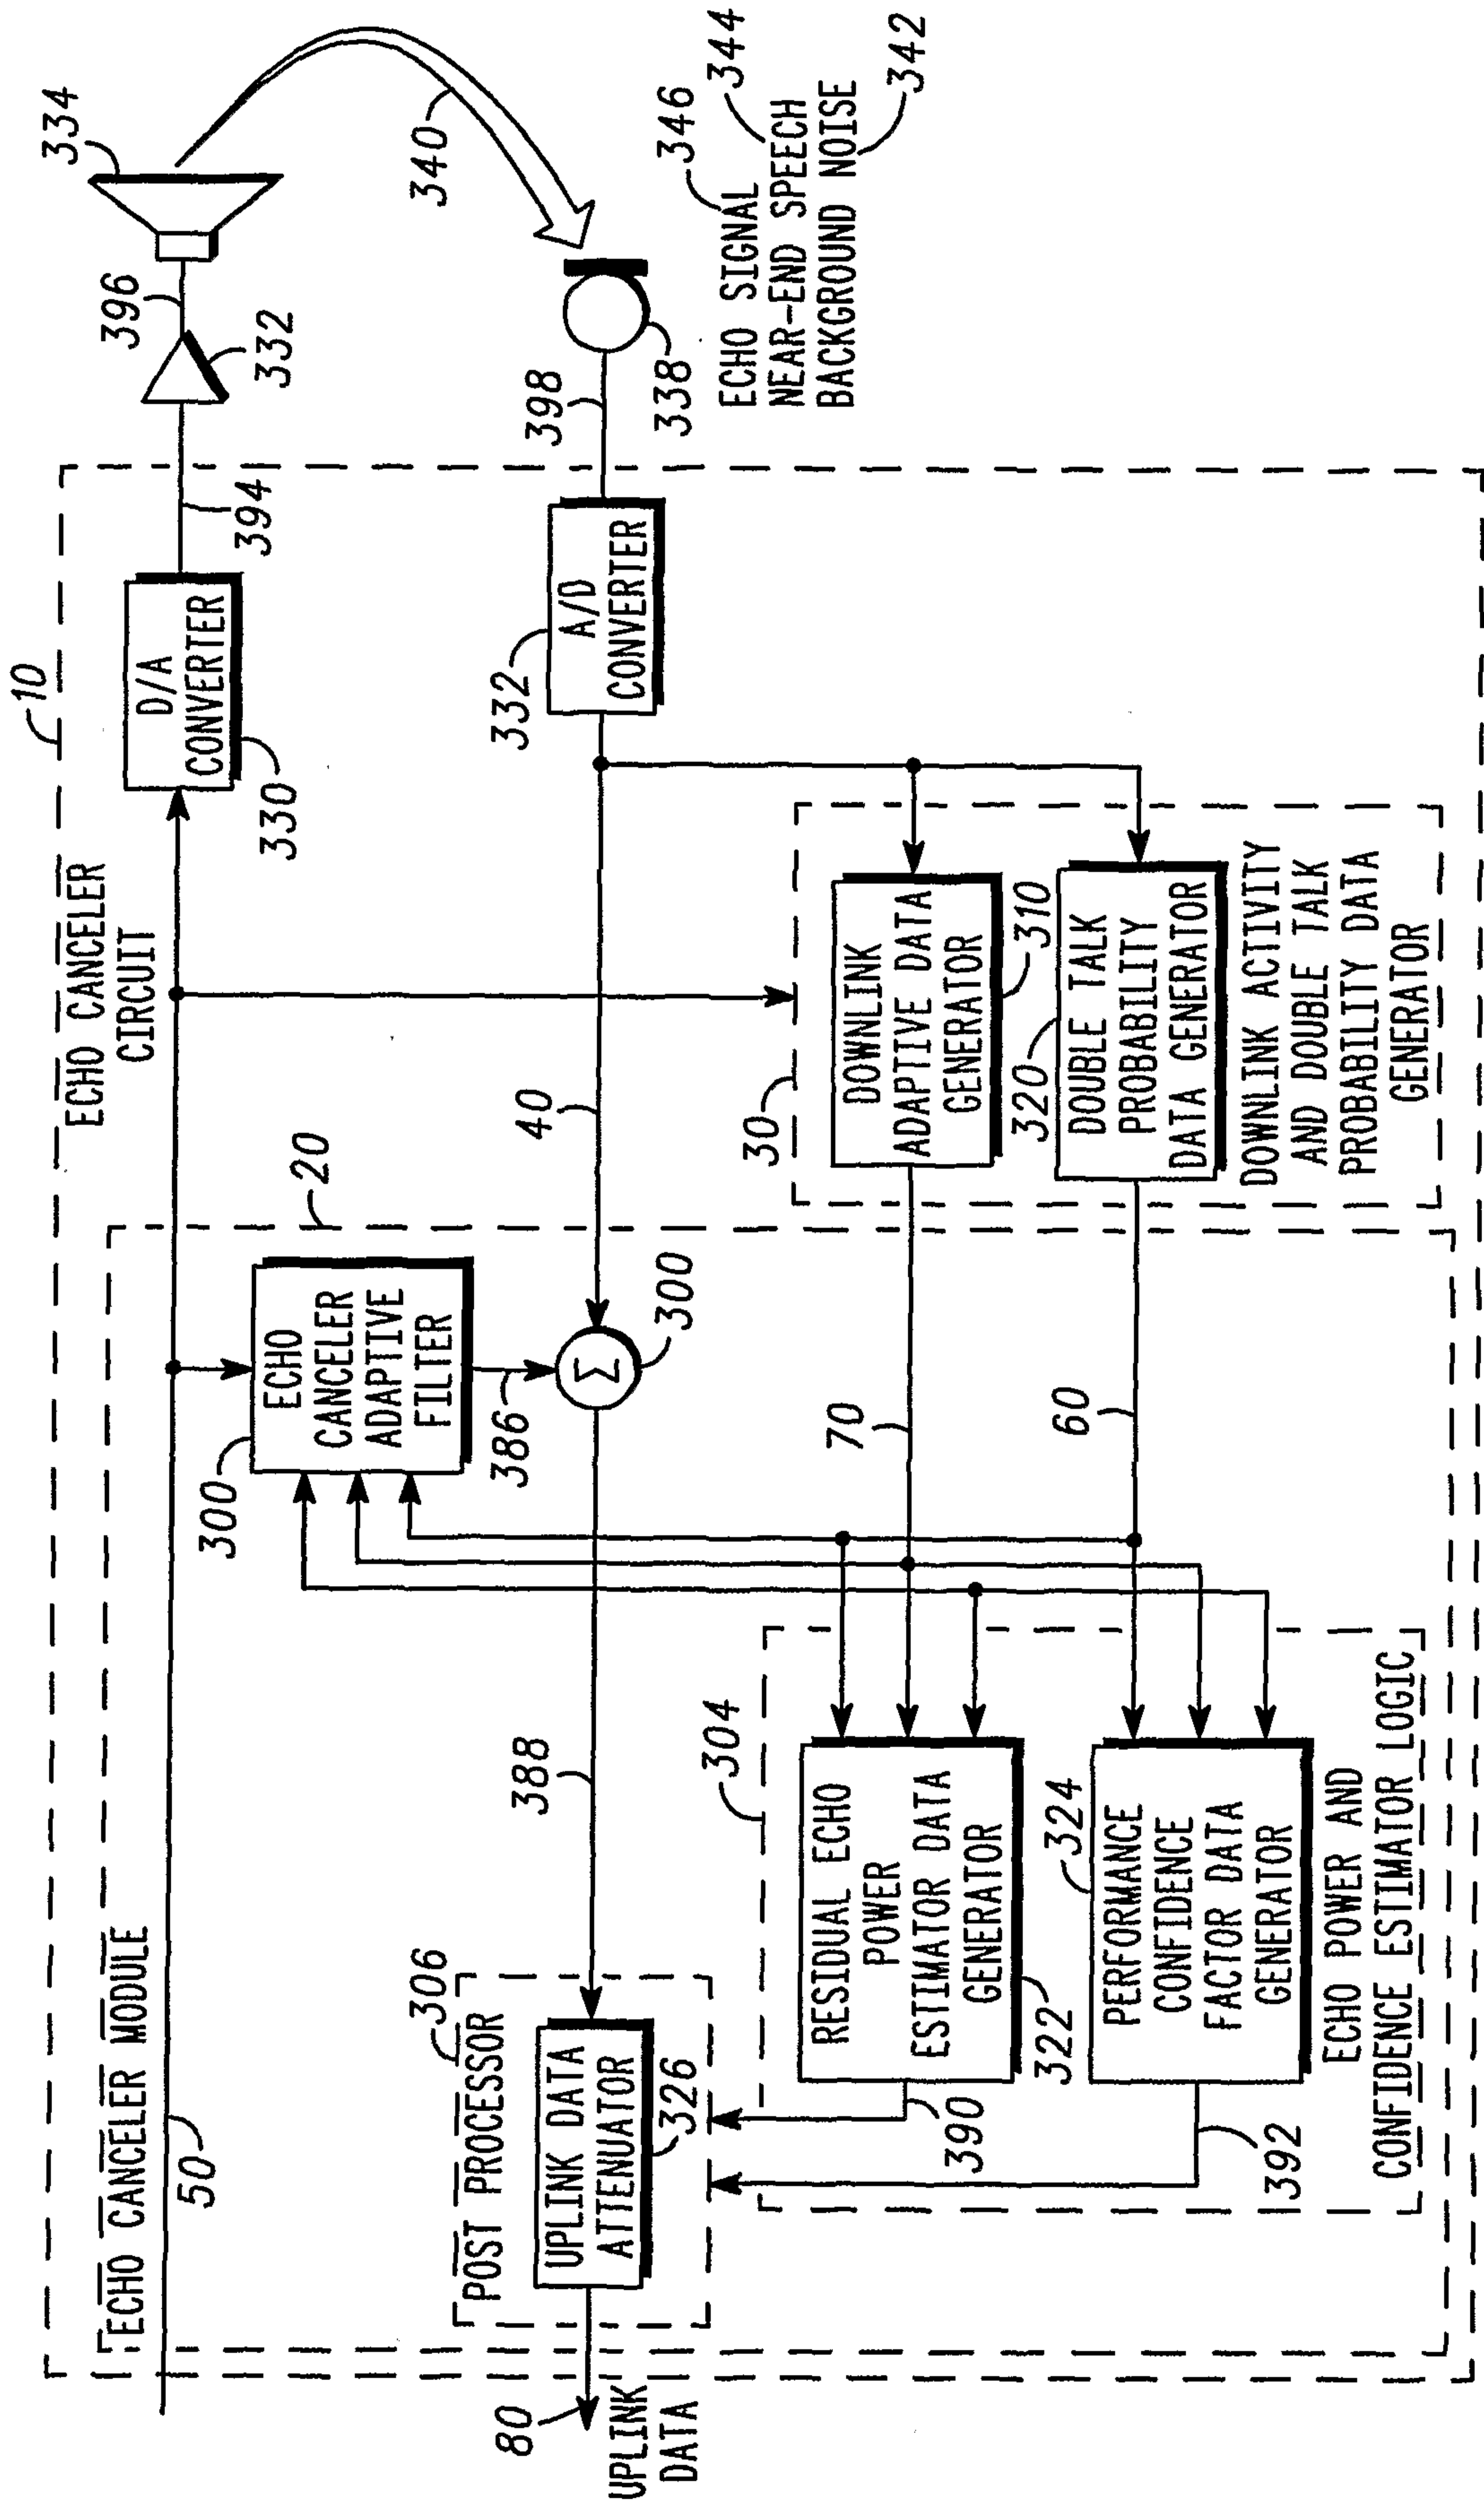 ECHO CANCELER MODULE
50
ECHO CANCELER
CIRCUIT
10
20
300
ECHO
CANCELER
ADAPTIVE
FILTER
386
300
D/A
CONVERTER
330
394
332
396
334
340
332
A/D
CONVERTER
398
338
ECHO SIGNAL
346
NEAR-END SPEECH
344
BACKGROUND NOISE
342
40
388
306
POST PROCESSOR
UPLINK DATA
ATTENUATOR
326
80
UPLINK
DATA
30
DOWNLINK
ADAPTIVE DATA
GENERATOR
310
320
DOUBLE TALK
PROBABILITY
DATA GENERATOR
DOWNLINK ACTIVITY
AND DOUBLE TALK
PROBABILITY DATA
GENERATOR
70
60
304
RESIDUAL ECHO
POWER
ESTIMATOR DATA
GENERATOR
322
390
324
PERFORMANCE
CONFIDENCE
FACTOR DATA
GENERATOR
392
ECHO POWER AND
CONFIDENCE ESTIMATOR LOGIC
Σ